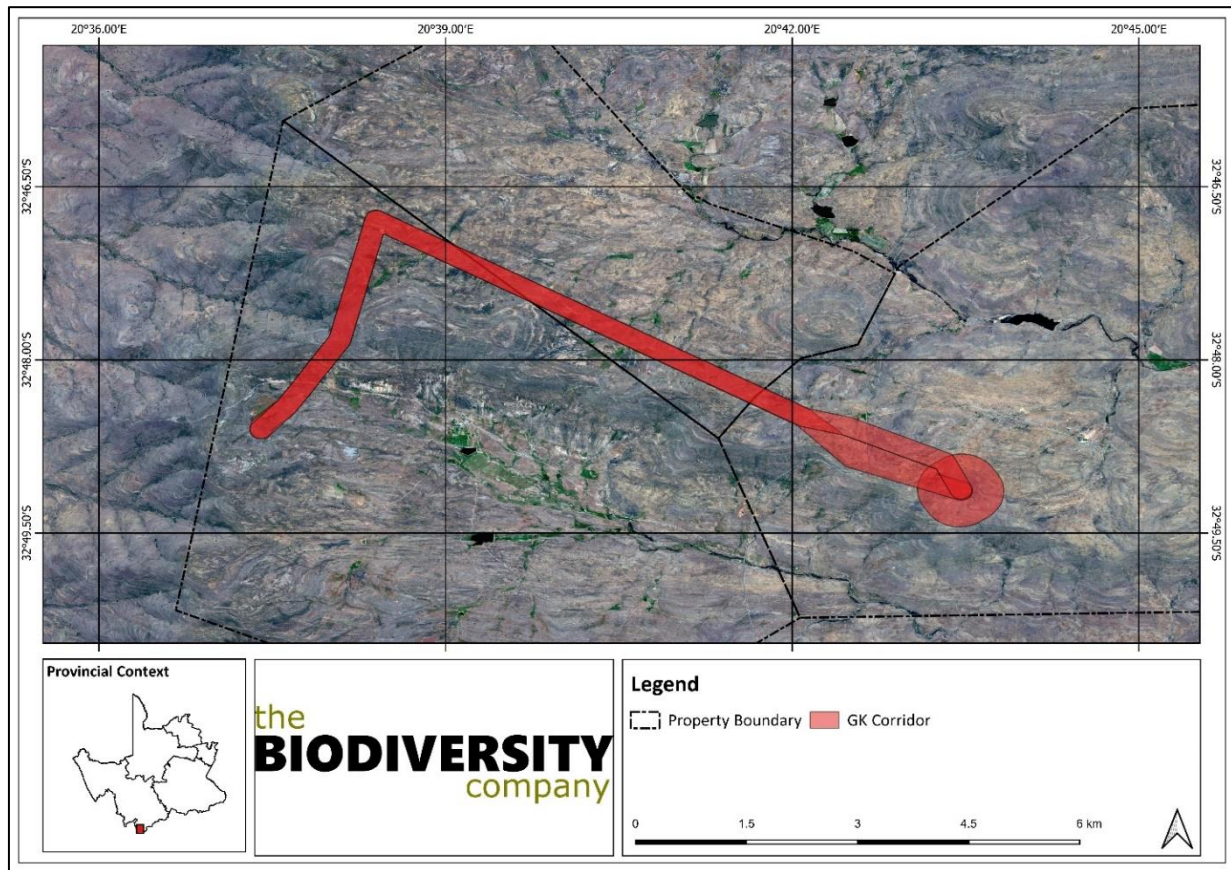 20°36.00'E 20°39.00'E 20°42.00'E 20°45.00'E
32°46.50'S 32°46.50'S
32°48.00'S 32°48.00'S
32°49.50'S 32°49.50'S
Provincial Context
the
BIODIVERSITY
company
Legend
Property Boundary GK Corridor
0 1.5 3 4.5 6 km